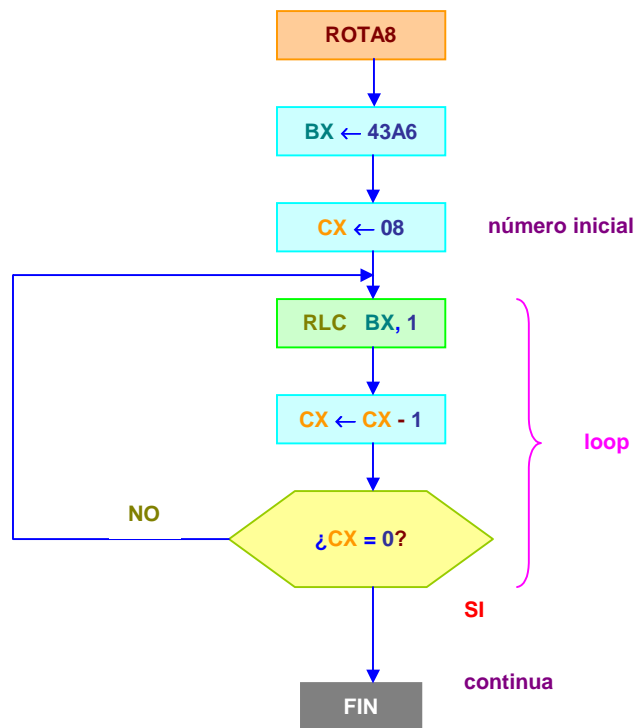 ROTA8
BX ← 43A6
CX ← 08
número inicial
RLC BX, 1
CX ← CX - 1
loop
NO
¿CX = 0?
SI
continua
FIN